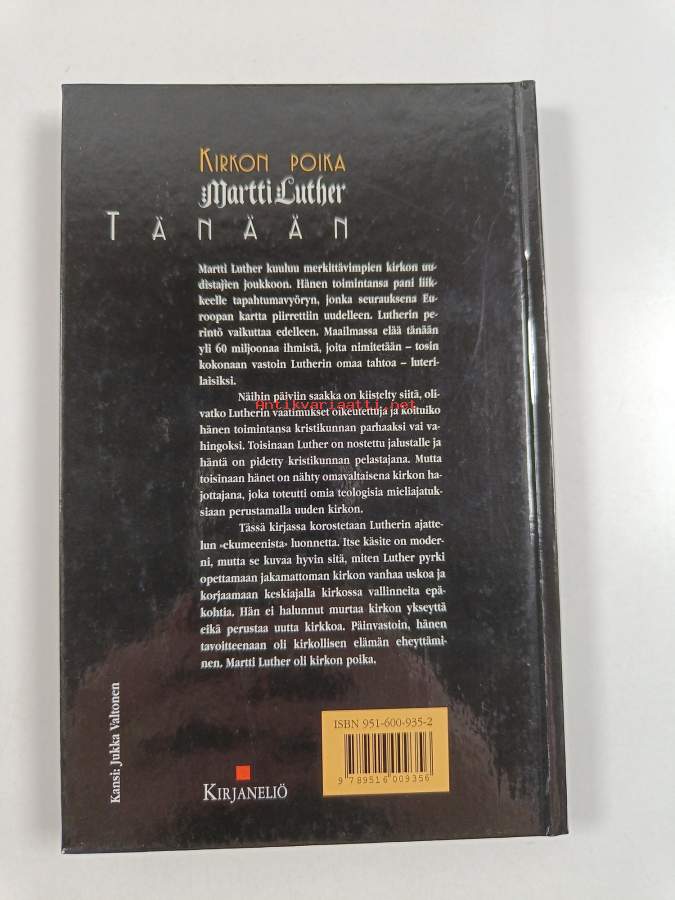 KIRKON POIKA
Martti Luther
TÄNÄÄN
Martti Luther kuuluu merkittävimpien kirkon uu-
distajien joukkoon. Hänen toimintansa pani liik-
keelle tapahtumavyöryn, jonka seurauksena Eu-
roopan kartta piirrettiin uudelleen. Lutherin pe-
rintö vaikuttaa edelleen. Maailmassa elää tänään
yli 60 miljoonaa ihmistä, joita nimitetään – tosin
kokonaan vastoin Lutherin omaa tahtoa – luteri-
laisiksi.
Näihin päiviin saakka on kiistelty siitä, oli-
vatko Lutherin vaatimukset oikeutettuja ja koituiko
Antikvariaatti.net
hänen toimintansa kristikunnan parhaaksi vai va-
hingoksi. Toisinaan Luther on nostettu jalustalle ja
häntä on pidetty kristikunnan pelastajana. Mutta
toisinaan hänet on nähty omavaltaisena kirkon ha-
jottajana, joka toteutti omia teologisia mieliajatuk-
siaan perustamalla uuden kirkon.
Tässä kirjassa korostetaan Lutherin ajatte-
lun »ekumeenista» luonnetta. Itse käsite on moder-
ni, mutta se kuvaa hyvin sitä, miten Luther pyrki
opettamaan jakamattoman kirkon vanhaa uskoa ja
korjaamaan keskiajalla kirkossa vallinneita epä-
kohtia. Hän ei halunnut murtaa kirkon ykseyttä
eikä perustaa uutta kirkkoa. Päinvastoin, hänen
tavoitteenaan oli kirkollisen elämän eheyttämi-
nen. Martti Luther oli kirkon poika.
Kansi: Jukka Valtonen
KIRJANELIÖ
ISBN 951-600-935-2
9 789516 009356